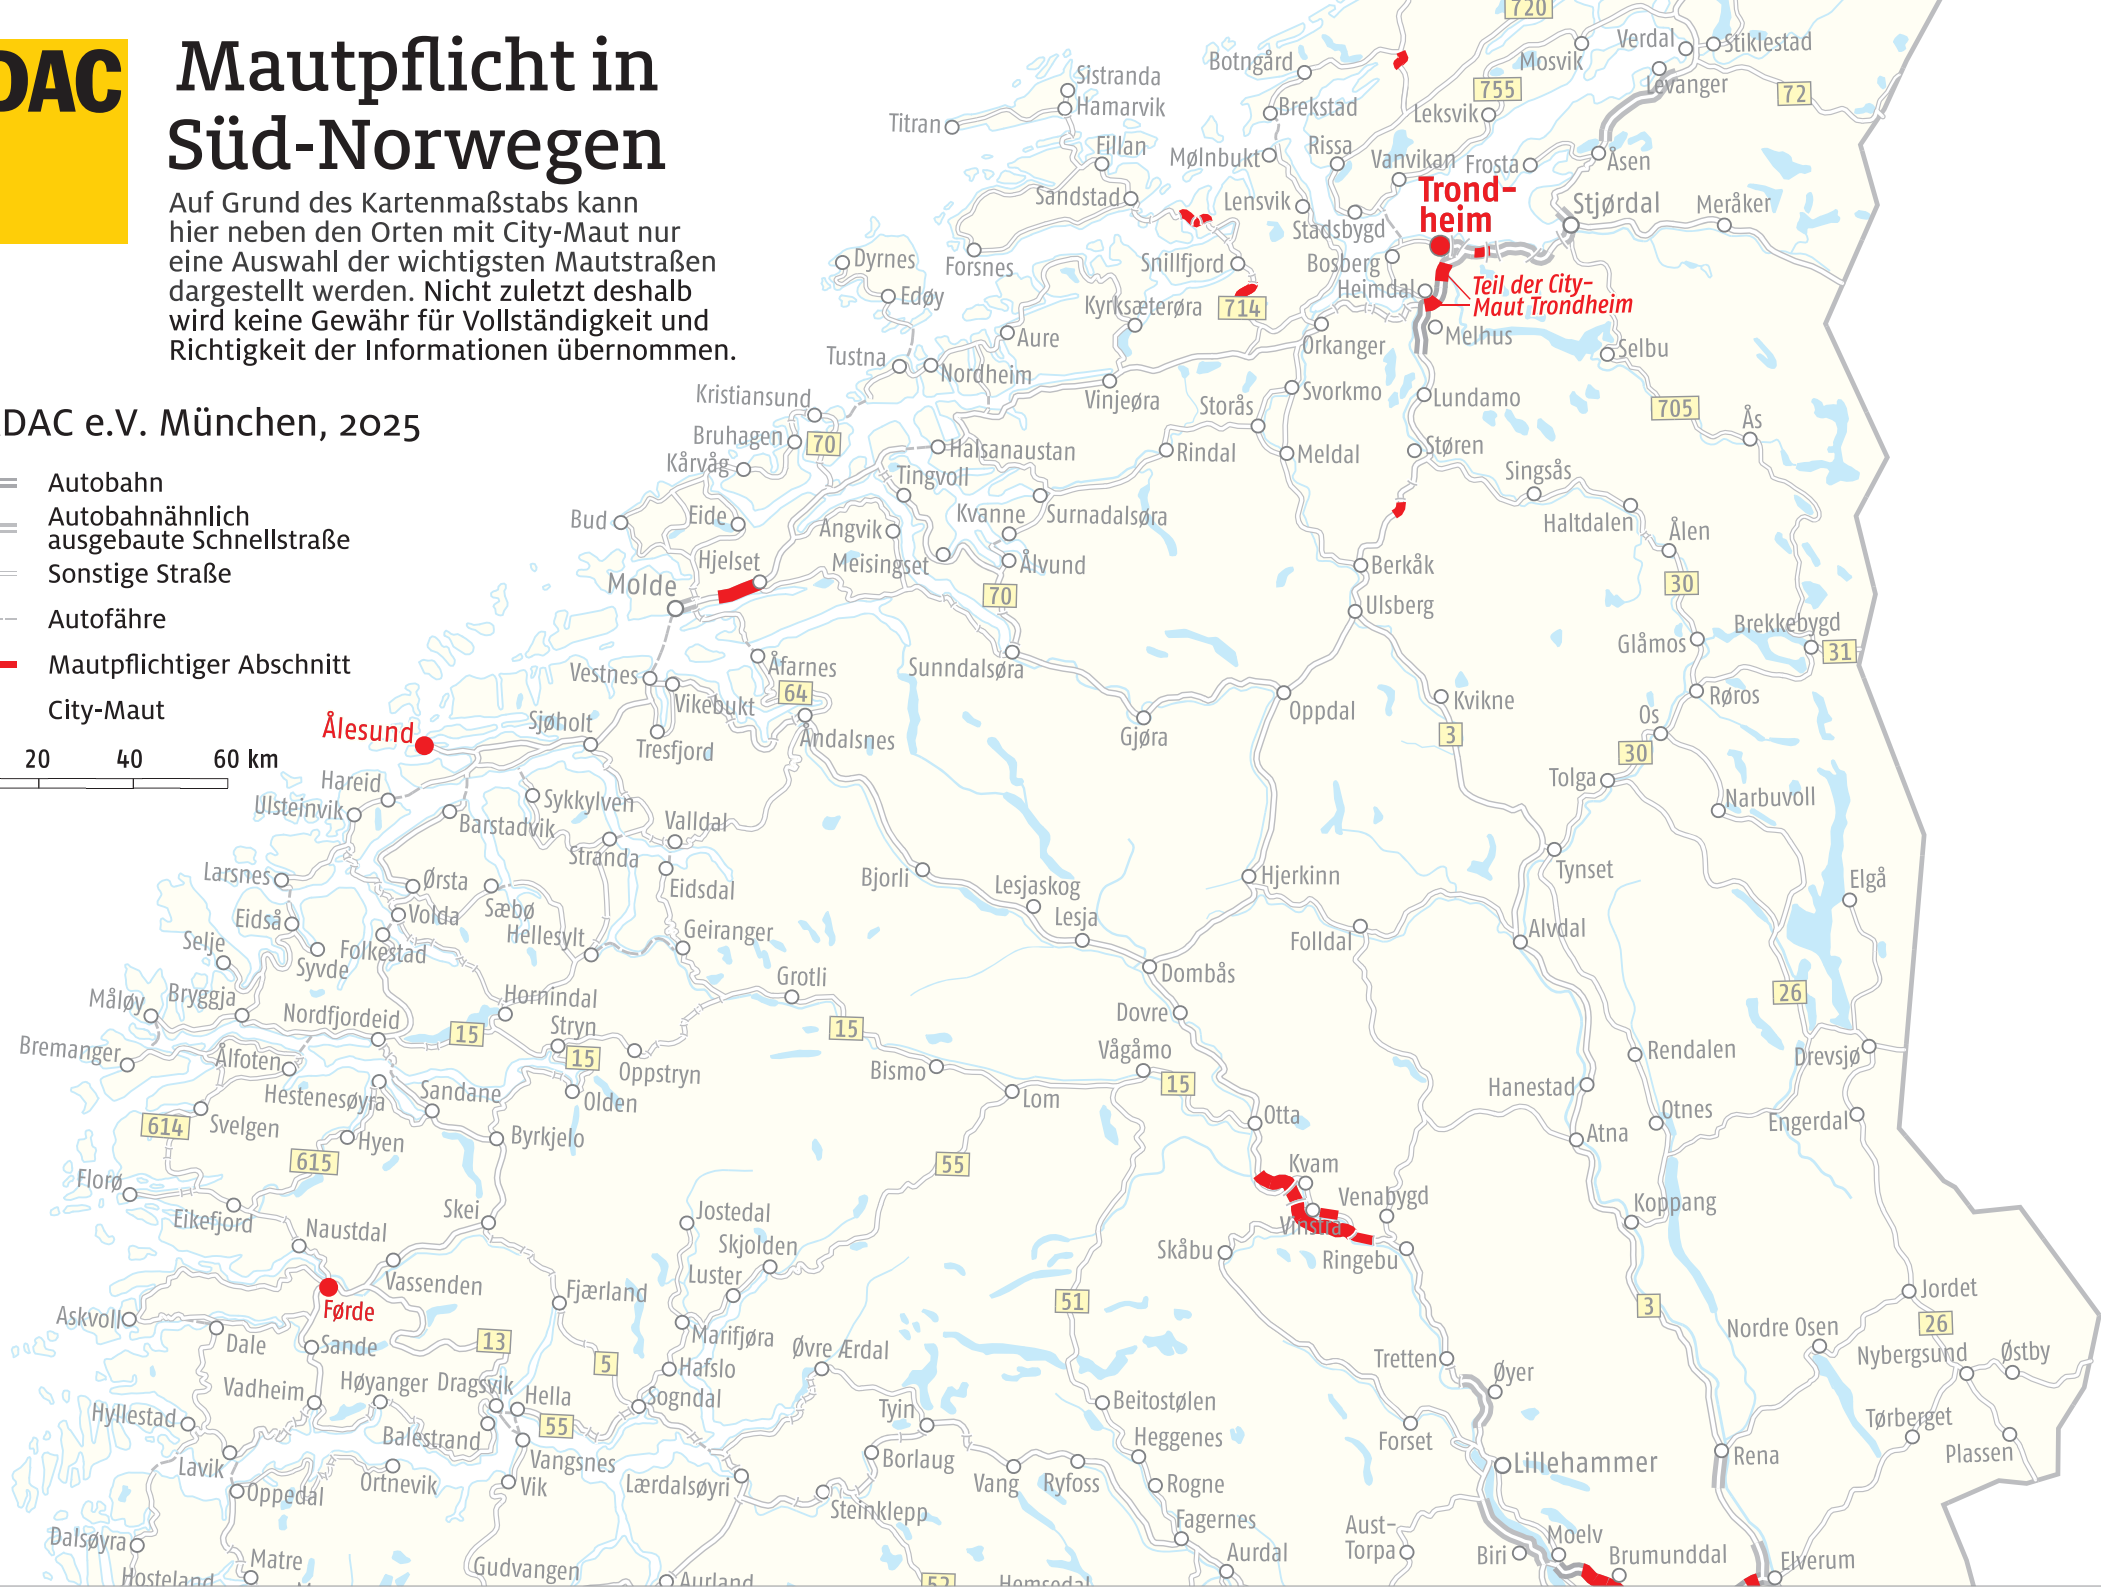 DAC
Mautpflicht in
Süd-Norwegen
Auf Grund des Kartenmaßstabs kann
hier neben den Orten mit City-Maut nur
eine Auswahl der wichtigsten Mautstraßen
dargestellt werden. Nicht zuletzt deshalb
wird keine Gewähr für Vollständigkeit und
Richtigkeit der Informationen übernommen.
DAC e.V. München, 2025
Autobahn
Autobahnähnlich
ausgebaute Schnellstraße
Sonstige Straße
Autofähre
Mautpflichtiger Abschnitt
City-Maut
20 40 60 km
720
Verdal
Stiklestad
Mosvik
Botngård
Sistranda
Levanger
755
72
Hamarvik
Brekstad
Leksvik
Titran
Fillan
Mølnbukt
Rissa
Vanvikan
Frosta
Åsen
Trond-
heim
Sandstad
Lensvik
Stadsbygd
Stjørdal
Meråker
Dyrnes
Forsnes
Snillfjord
Bosberg
Heimdal
Teil der City-
Maut Trondheim
Edøy
Kyrksæterøra
714
Aure
Orkanger
Melhus
Selbu
Tustna
Nordheim
Kristiansund
Vinjeøra
Storås
Svorkmo
Lundamo
705
Ås
Bruhagen
70
Halsanaustan
Rindal
Meldal
Støren
Kårvåg
Tingvoll
Singsås
Bud
Eide
Angvik
Kvanne
Surnadalsøra
Haltdalen
Ålen
Hjelset
Meisingset
Ålvund
Berkåk
Molde
70
30
Ulsberg
Brekkebygd
Glåmos
31
Vestnes
Åfarnes
Sunndalsøra
64
Vikebukt
Kvikne
Røros
Oppdal
Os
Ålesund
Sjøholt
Tresfjord
Åndalsnes
Gjøra
3
30
Hareid
Tolga
Ulsteinvik
Sykkylven
Narbuvoll
Barstadvik
Valldal
Stranda
Tynset
Larsnes
Ørsta
Eidsdal
Bjorli
Lesjaskog
Hjerkinn
Elgå
Eidså
Volda
Sæbø
Lesja
Selje
Syvde
Folkestad
Hellesylt
Geiranger
Folldal
Alvdal
Grotli
Dombås
Måløy
Bryggja
Nordfjordeid
Hornindal
26
15
Stryn
15
Dovre
Bremanger
Ålfoten
15
Oppstryn
Bismo
Vågåmo
Rendalen
Drevsjø
Hestenesøyra
Sandane
Olden
Lom
15
Hanestad
614
Svelgen
Hyen
Byrkjelo
Otta
Otnes
Engerdal
615
55
Atna
Florø
Kvam
Eikefjord
Skei
Jostedal
Venabygd
Koppang
Naustdal
Skjolden
Vinstra
Skåbu
Ringebu
Vassenden
Luster
Fjærland
Jordet
Askvoll
Førde
51
3
26
Dale
Sande
13
Marifjøra
Øvre Ærdal
Nordre Osen
Nybergsund
Østby
5
Hafslo
Tretten
Øyer
Vadheim
Høyanger
Dragsvik
Hella
Sogndal
Beitostølen
Hyllestad
55
Tyin
Tørberget
Balestrand
Heggenes
Forset
Plassen
Lavik
Vangsnes
Borlaug
Rena
Lillehammer
Oppedal
Ortnevik
Vik
Lærdalsøyri
Vang
Ryfoss
Rogne
Steinklepp
Fagernes
Aust-
Torpa
Moelv
Dalsøyra
Matre
Gudvangen
Aurdal
Biri
Brumunddal
Elverum
Hosteland
Aurland
52
Hemsedal